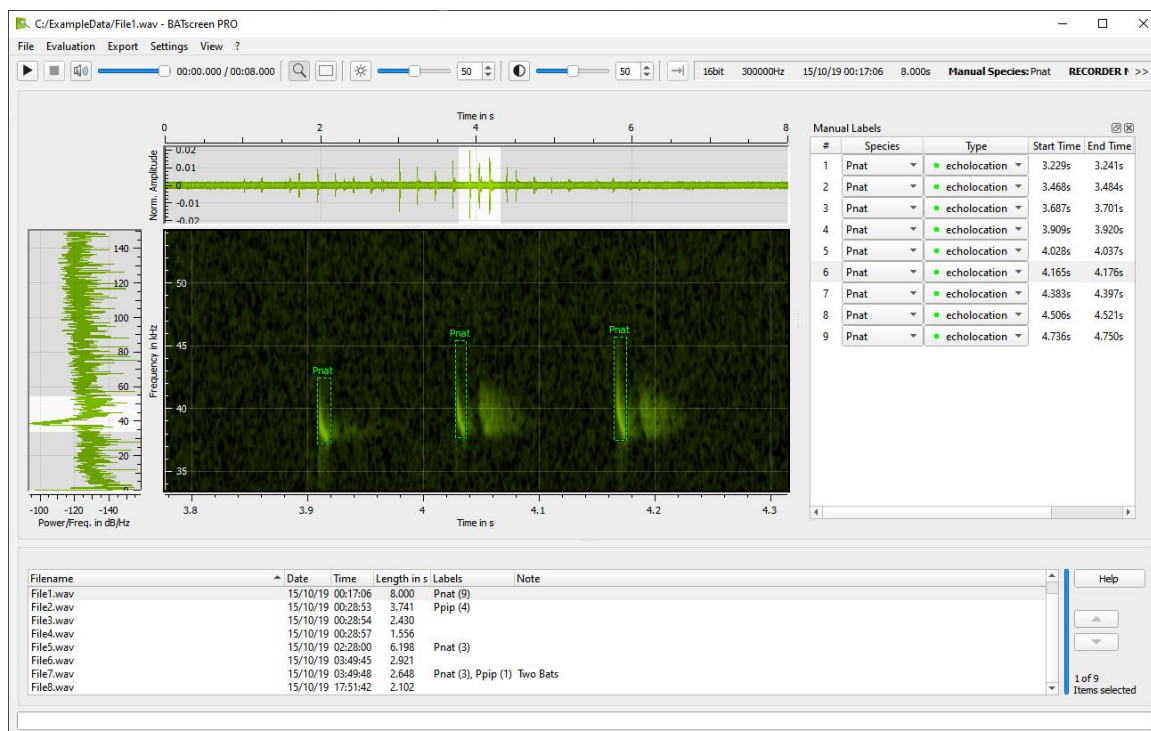 C:/ExampleData/File1.wav - BATscreen PRO
File Evaluation Export Settings View ?
00:00.000 / 00:08.000 50 50 16bit 300000Hz 15/10/19 00:17:06 8.000s Manual Species: Pnat RECORDER >>
Time in s
0 2 4 6 8
Norm. Amplitude
0.02
0.01
0
-0.01
-0.02
140
120
100
80
60
40
20
0
-100 -120 -140
Power/Freq. in dB/Hz
Frequency in kHz
50
45
40
35
Pnat
Pnat
Pnat
3.8 3.9 4 4.1 4.2 4.3
Time in s
Manual Labels
# Species Type Start Time End Time
1 Pnat echolocation 3.229s 3.241s
2 Pnat echolocation 3.468s 3.484s
3 Pnat echolocation 3.687s 3.701s
4 Pnat echolocation 3.909s 3.920s
5 Pnat echolocation 4.028s 4.037s
6 Pnat echolocation 4.165s 4.176s
7 Pnat echolocation 4.383s 4.397s
8 Pnat echolocation 4.506s 4.521s
9 Pnat echolocation 4.736s 4.750s
Filename Date Time Length in s Labels Note
File1.wav 15/10/19 00:17:06 8.000 Pnat (9)
File2.wav 15/10/19 00:28:53 3.741 Ppip (4)
File3.wav 15/10/19 00:28:54 2.430
File4.wav 15/10/19 00:28:57 1.556
File5.wav 15/10/19 02:28:00 6.198 Pnat (3)
File6.wav 15/10/19 03:49:45 2.921
File7.wav 15/10/19 03:49:48 2.648 Pnat (3), Ppip (1) Two Bats
File8.wav 15/10/19 17:51:42 2.102
Help
1 of 9
Items selected